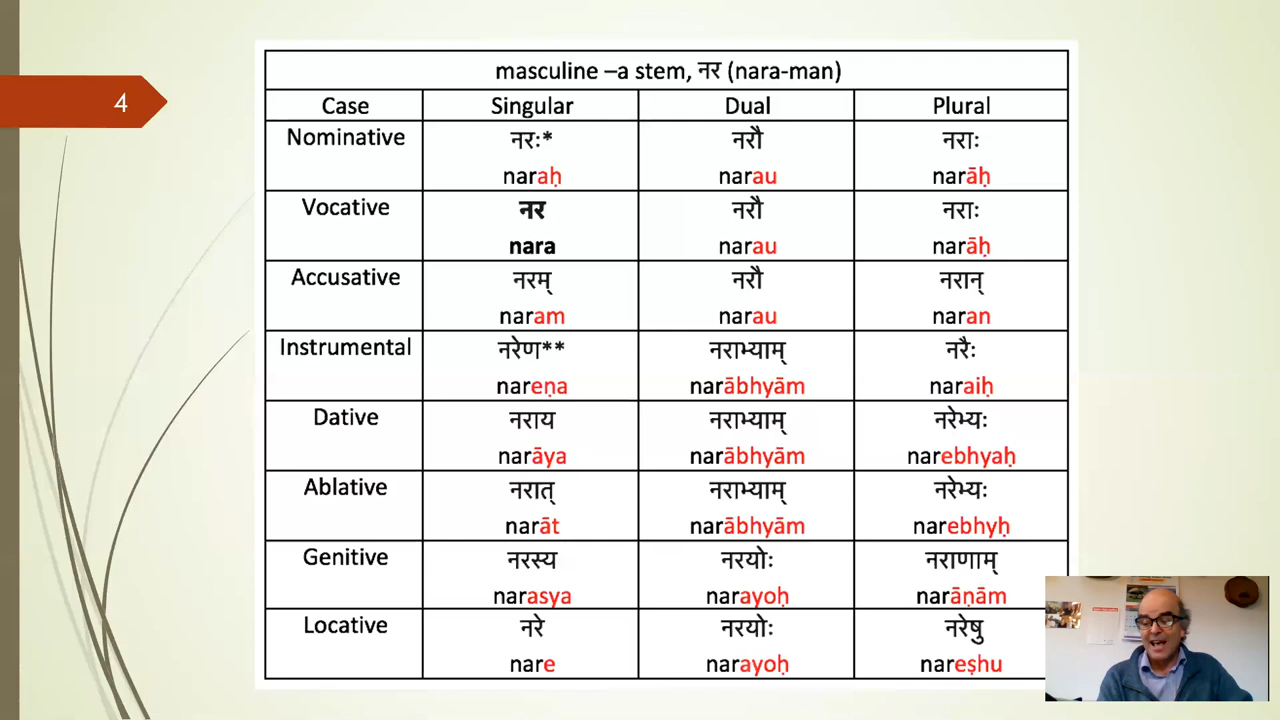 4
masculine –a stem, नर (nara-man)
Case Singular Dual Plural
Nominative नरः* नरौ नराः
naraḥ narau narāḥ
Vocative नर नरौ नराः
nara narau narāḥ
Accusative नरम् नरौ नरान्
naram narau naran
Instrumental नरेण** नराभ्याम् नरैः
nareṇa narābhyām naraiḥ
Dative नराय नराभ्याम् नरेभ्यः
narāya narābhyām narebhyaḥ
Ablative नरात् नराभ्याम् नरेभ्यः
narāt narābhyām narebhyḥ
Genitive नरस्य नरयोः नराणाम्
narasya narayoḥ narāṇām
Locative नरे नरयोः नरेषु
nare narayoḥ nareṣhu